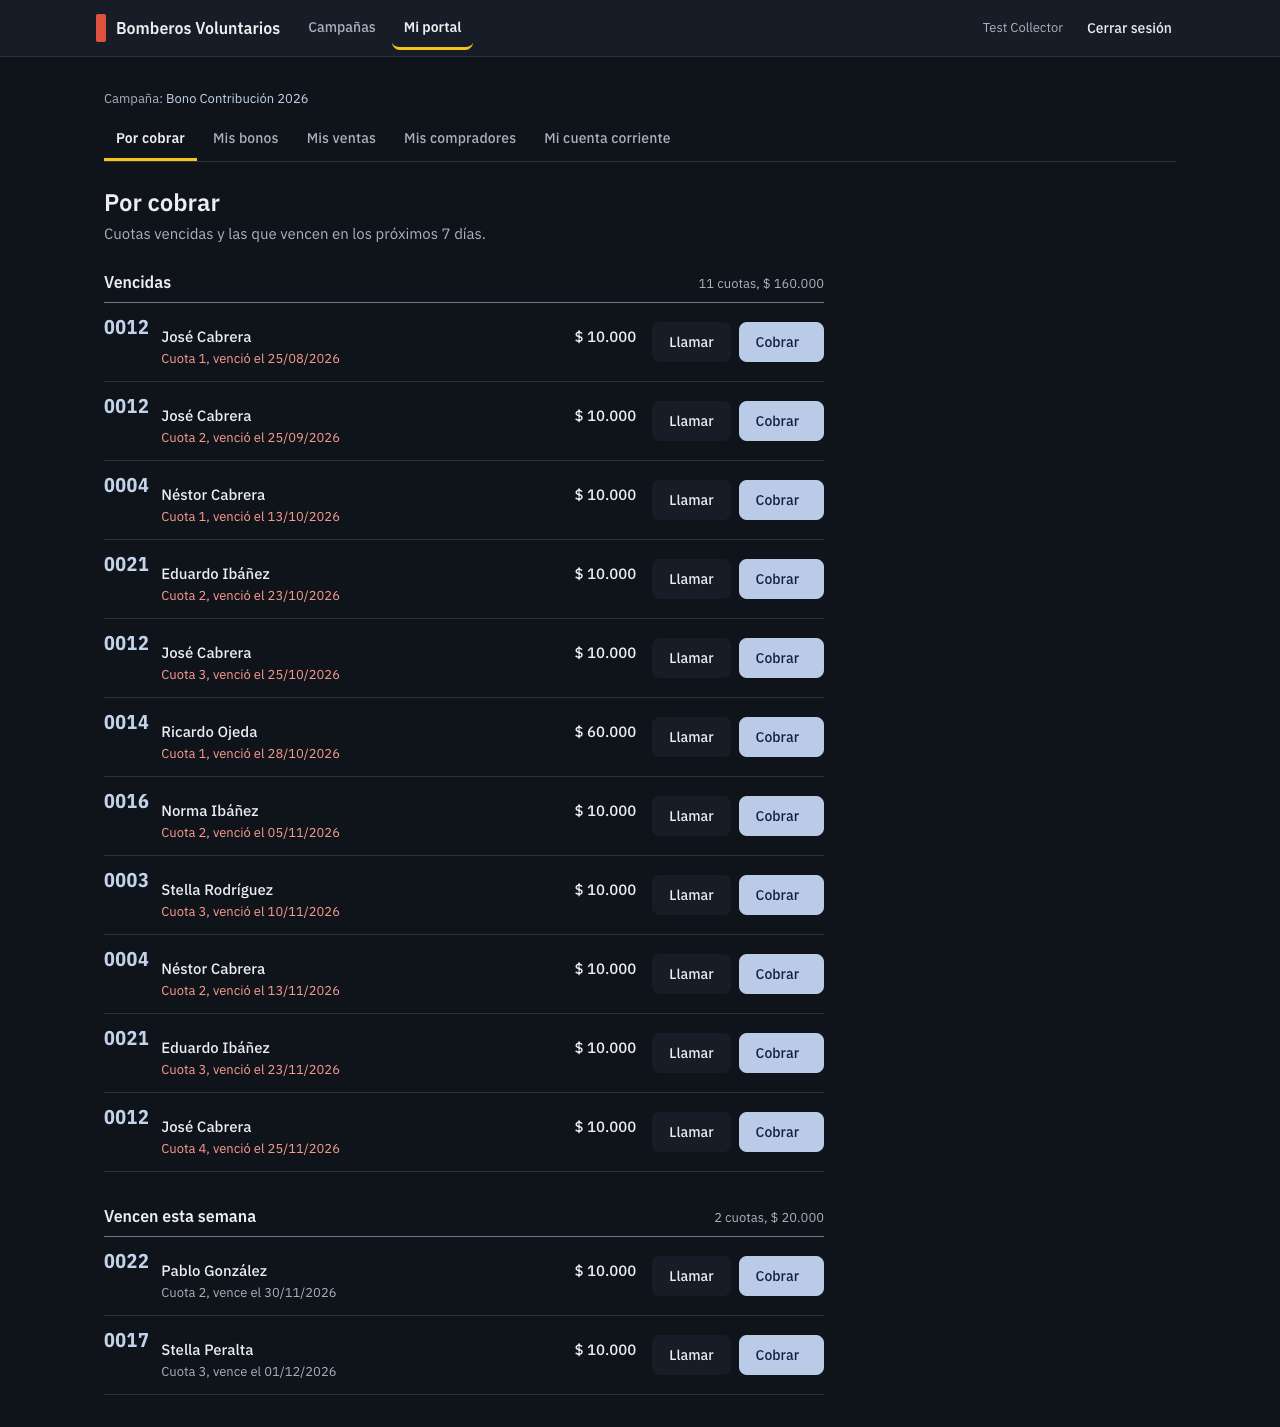 Bomberos Voluntarios Campañas Mi portal Test Collector Cerrar sesión
Campaña: Bono Contribución 2026
Por cobrar Mis bonos Mis ventas Mis compradores Mi cuenta corriente
Por cobrar
Cuotas vencidas y las que vencen en los próximos 7 días.
Vencidas 11 cuotas, $ 160.000
0012 José Cabrera $ 10.000 Llamar Cobrar
Cuota 1, venció el 25/08/2026
0012 José Cabrera $ 10.000 Llamar Cobrar
Cuota 2, venció el 25/09/2026
0004 Néstor Cabrera $ 10.000 Llamar Cobrar
Cuota 1, venció el 13/10/2026
0021 Eduardo Ibáñez $ 10.000 Llamar Cobrar
Cuota 2, venció el 23/10/2026
0012 José Cabrera $ 10.000 Llamar Cobrar
Cuota 3, venció el 25/10/2026
0014 Ricardo Ojeda $ 60.000 Llamar Cobrar
Cuota 1, venció el 28/10/2026
0016 Norma Ibáñez $ 10.000 Llamar Cobrar
Cuota 2, venció el 05/11/2026
0003 Stella Rodríguez $ 10.000 Llamar Cobrar
Cuota 3, venció el 10/11/2026
0004 Néstor Cabrera $ 10.000 Llamar Cobrar
Cuota 2, venció el 13/11/2026
0021 Eduardo Ibáñez $ 10.000 Llamar Cobrar
Cuota 3, venció el 23/11/2026
0012 José Cabrera $ 10.000 Llamar Cobrar
Cuota 4, venció el 25/11/2026
Vencen esta semana 2 cuotas, $ 20.000
0022 Pablo González $ 10.000 Llamar Cobrar
Cuota 2, vence el 30/11/2026
0017 Stella Peralta $ 10.000 Llamar Cobrar
Cuota 3, vence el 01/12/2026